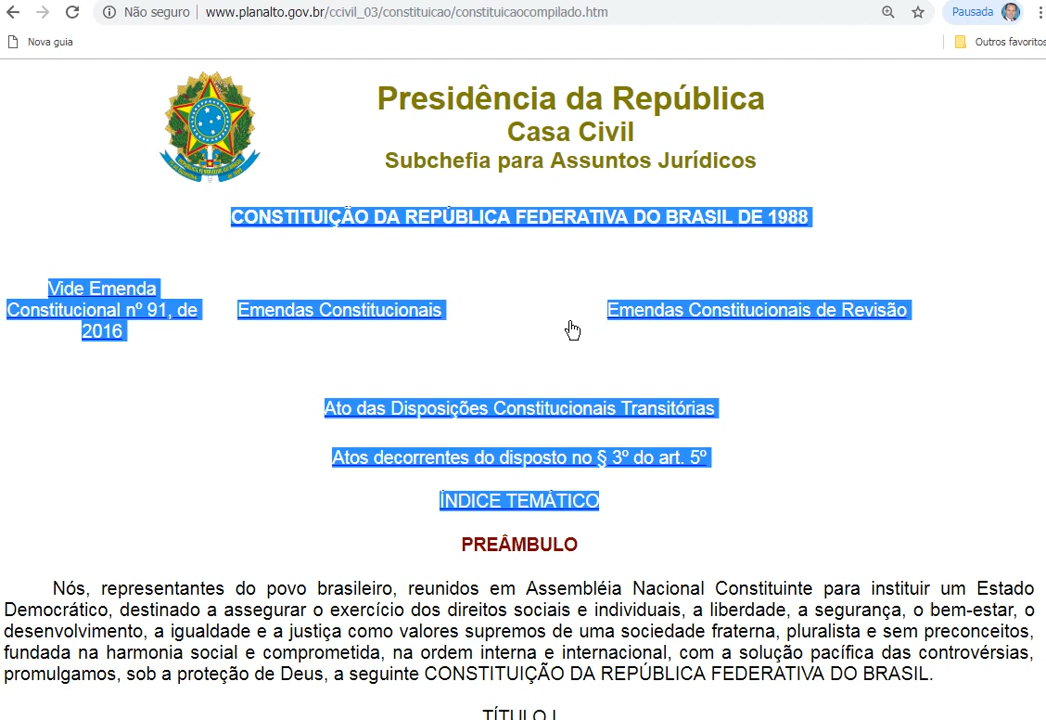 Não seguro | www.planalto.gov.br/ccivil_03/constituicao/constituicaocompilado.htm Pausada
Nova guia Outros favoritos
Presidência da República
Casa Civil
Subchefia para Assuntos Jurídicos
CONSTITUIÇÃO DA REPÚBLICA FEDERATIVA DO BRASIL DE 1988
Vide Emenda
Constitucional nº 91, de
2016
Emendas Constitucionais
Emendas Constitucionais de Revisão
Ato das Disposições Constitucionais Transitórias
Atos decorrentes do disposto no § 3º do art. 5º
ÍNDICE TEMÁTICO
PREÂMBULO
Nós, representantes do povo brasileiro, reunidos em Assembléia Nacional Constituinte para instituir um Estado
Democrático, destinado a assegurar o exercício dos direitos sociais e individuais, a liberdade, a segurança, o bem-estar, o
desenvolvimento, a igualdade e a justiça como valores supremos de uma sociedade fraterna, pluralista e sem preconceitos,
fundada na harmonia social e comprometida, na ordem interna e internacional, com a solução pacífica das controvérsias,
promulgamos, sob a proteção de Deus, a seguinte CONSTITUIÇÃO DA REPÚBLICA FEDERATIVA DO BRASIL.
TÍTULO I